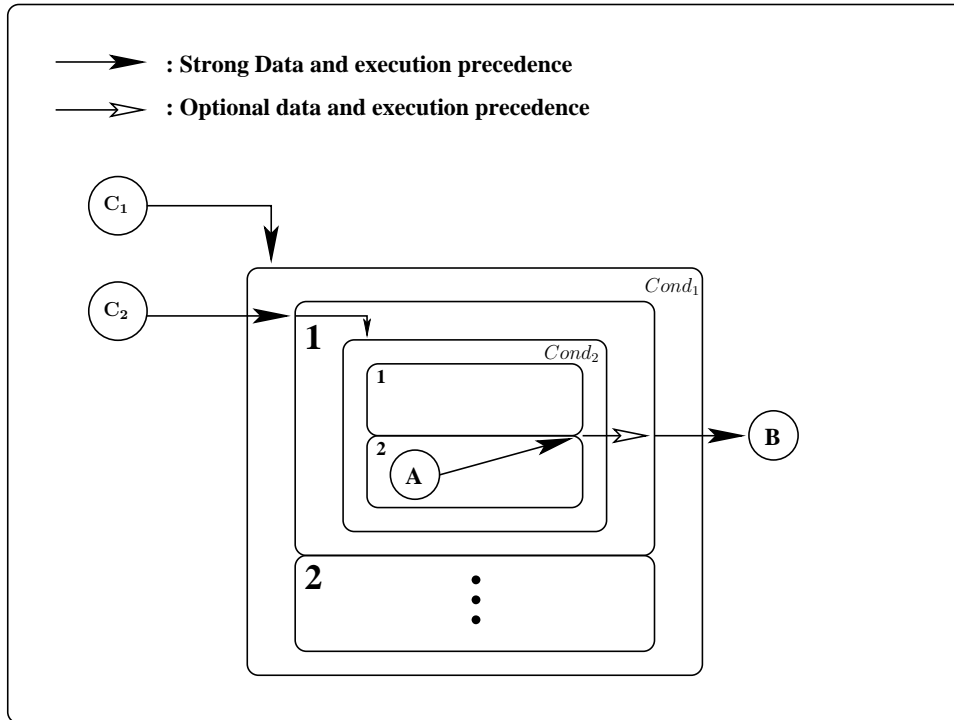 : Strong Data and execution precedence
: Optional data and execution precedence
C₁
Cond₁
C₂
1
Cond₂
1
2
A
B
2